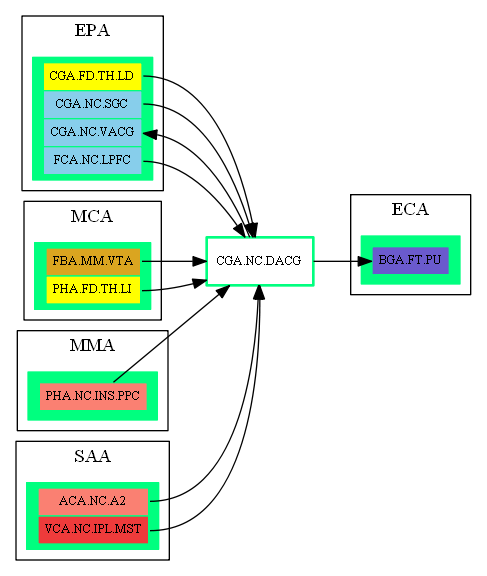 EPA
CGA.FD.TH.LD
CGA.NC.SGC
CGA.NC.VACG
FCA.NC.LPFC
MCA
FBA.MM.VTA
PHA.FD.TH.LI
MMA
PHA.NC.INS.PPC
SAA
ACA.NC.A2
VCA.NC.IPL.MST
CGA.NC.DACG
ECA
BGA.FT.PU